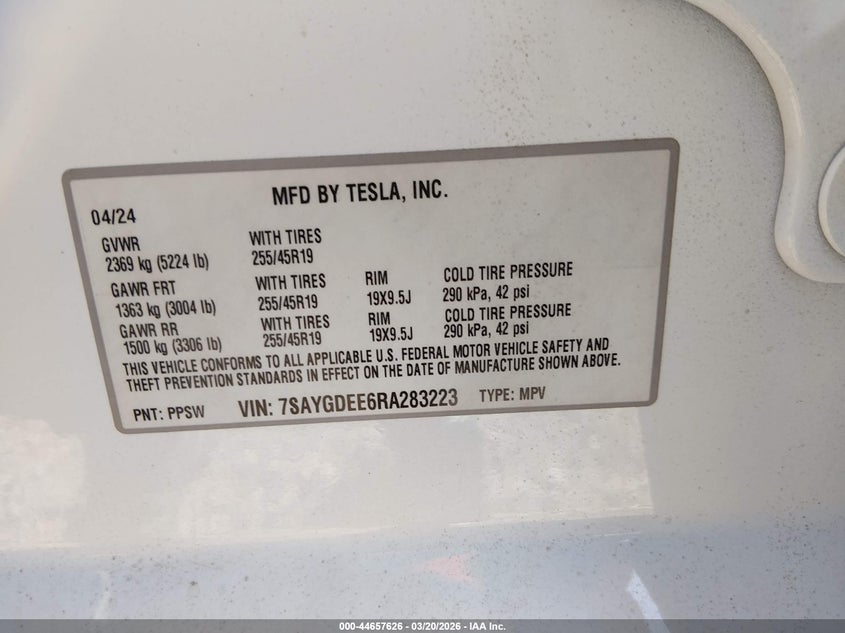 MFD BY TESLA, INC.
04/24
GVWR WITH TIRES
2369 kg (5224 lb) 255/45R19
GAWR FRT WITH TIRES RIM COLD TIRE PRESSURE
1363 kg (3004 lb) 255/45R19 19X9.5J 290 kPa, 42 psi
GAWR RR WITH TIRES RIM COLD TIRE PRESSURE
1500 kg (3306 lb) 255/45R19 19X9.5J 290 kPa, 42 psi
THIS VEHICLE CONFORMS TO ALL APPLICABLE U.S. FEDERAL MOTOR VEHICLE SAFETY AND
THEFT PREVENTION STANDARDS IN EFFECT ON THE DATE OF MANUFACTURE SHOWN ABOVE.
PNT: PPSW VIN: 7SAYGDEE6RA283223 TYPE: MPV
000-44657626 - 03/20/2026 - IAA Inc.